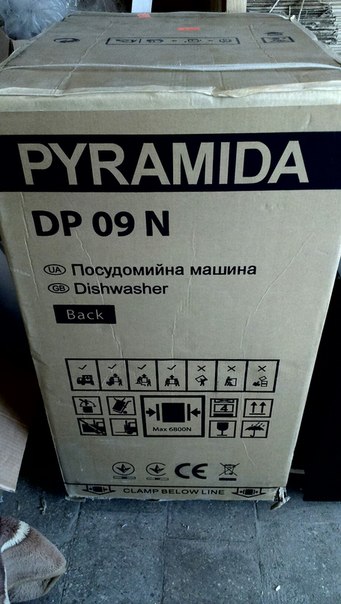 PYRAMIDA
DP 09 N
UA Посудомийна машина
GB Dishwasher
Back
Max 6800N
CE
CLAMP BELOW LINE